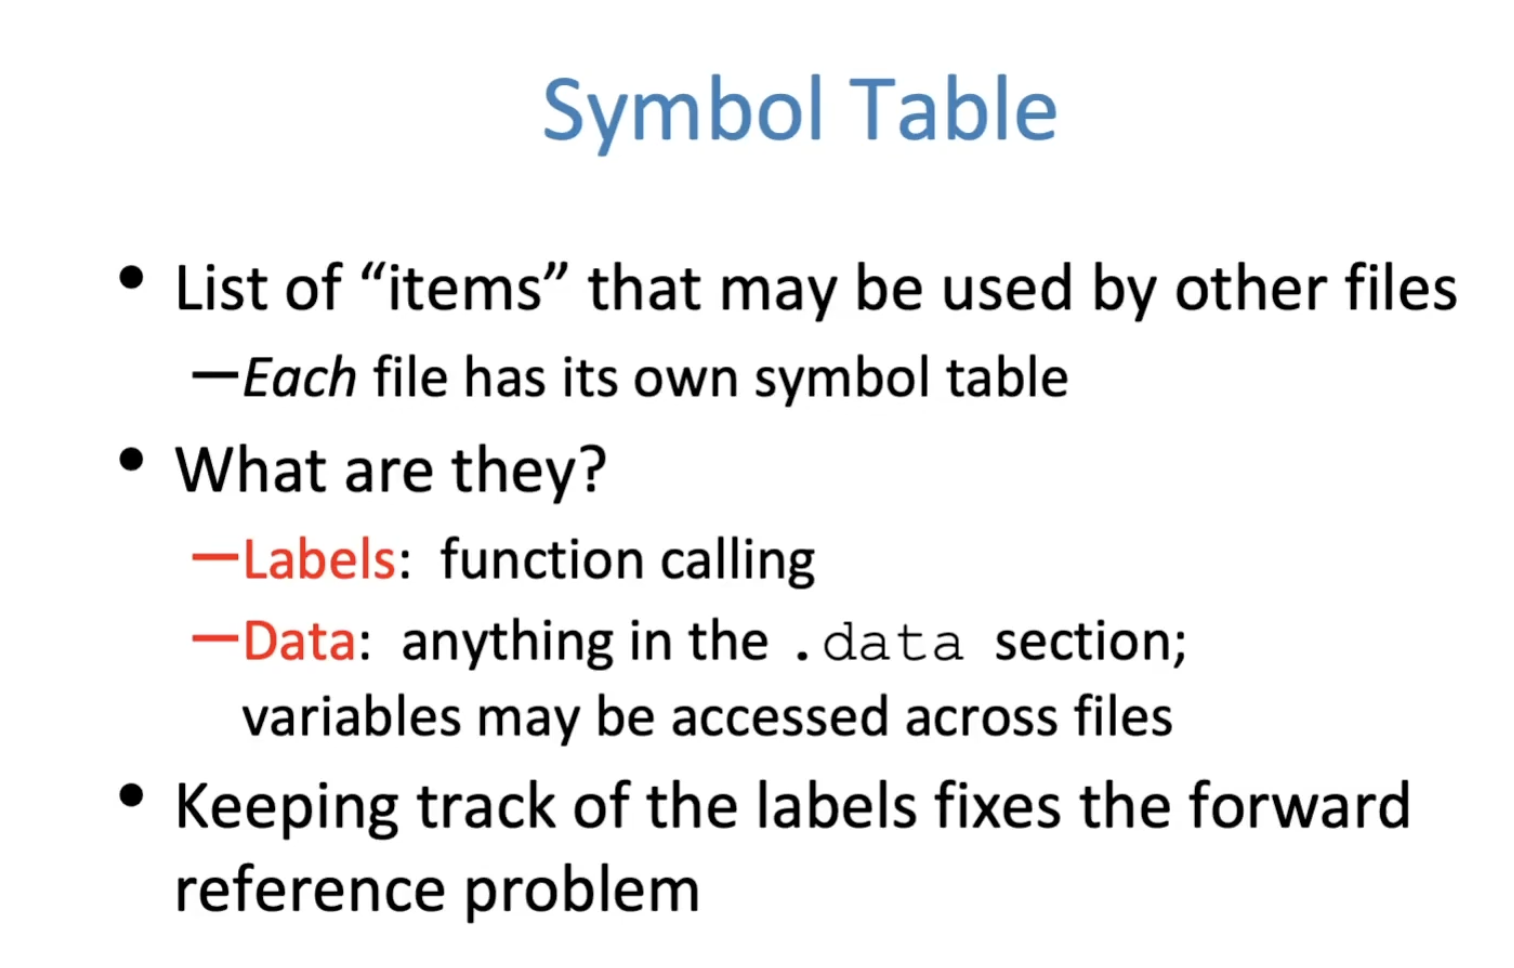 Symbol Table
• List of “items” that may be used by other files
—Each file has its own symbol table
• What are they?
—Labels: function calling
—Data: anything in the .data section;
variables may be accessed across files
• Keeping track of the labels fixes the forward
reference problem